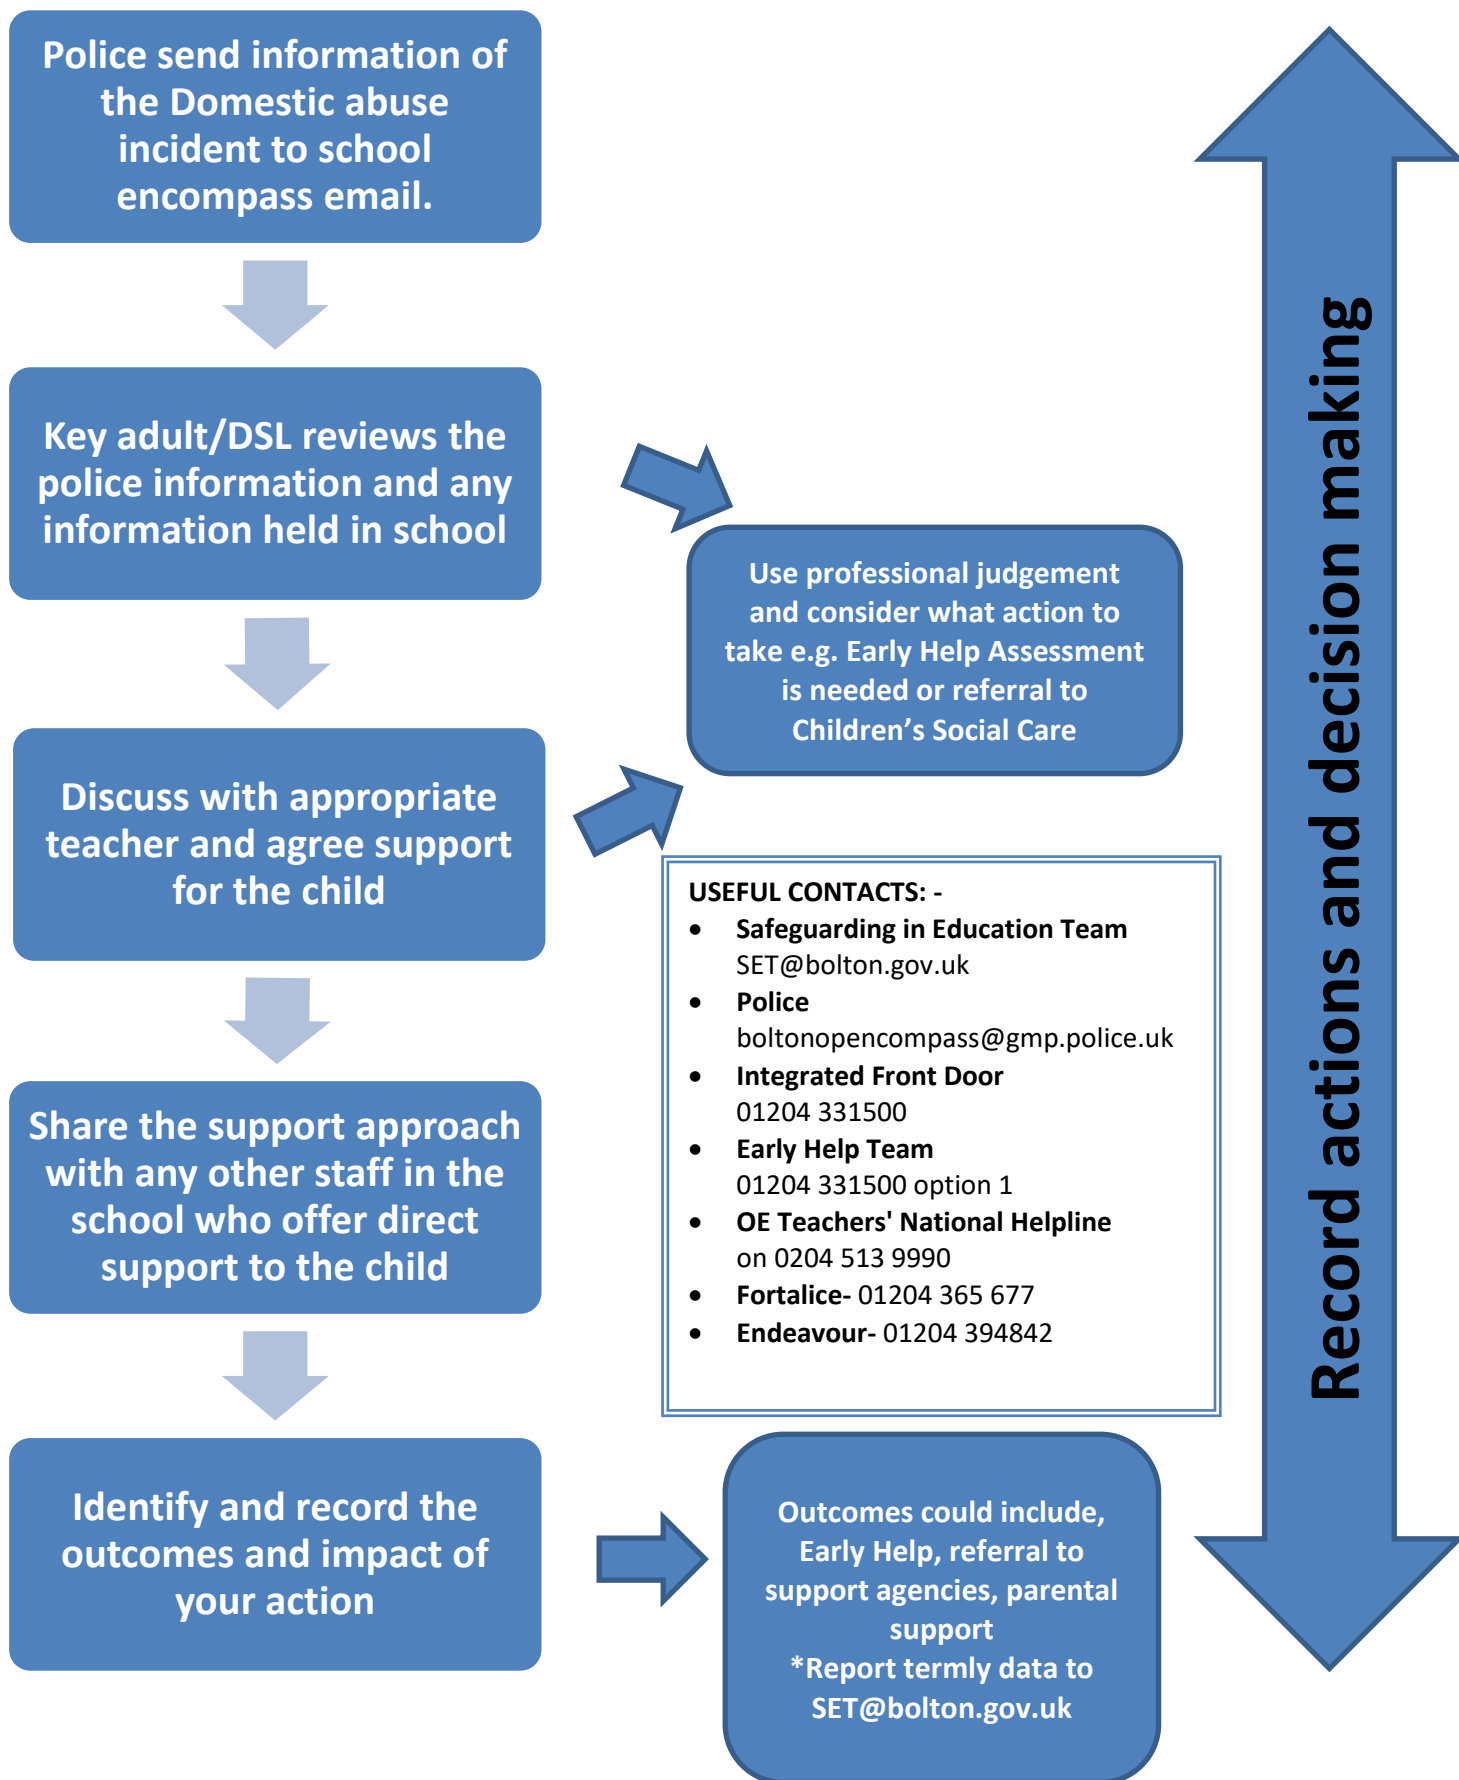 Police send information of
the Domestic abuse
incident to school
encompass email.
Key adult/DSL reviews the
police information and any
information held in school
Use professional judgement
and consider what action to
take e.g. Early Help Assessment
is needed or referral to
Children’s Social Care
Discuss with appropriate
teacher and agree support
for the child
USEFUL CONTACTS: -
• Safeguarding in Education Team
SET@bolton.gov.uk
• Police
boltonopencompass@gmp.police.uk
• Integrated Front Door
01204 331500
• Early Help Team
01204 331500 option 1
• OE Teachers' National Helpline
on 0204 513 9990
• Fortalice- 01204 365 677
• Endeavour- 01204 394842
Share the support approach
with any other staff in the
school who offer direct
support to the child
Identify and record the
outcomes and impact of
your action
Outcomes could include,
Early Help, referral to
support agencies, parental
support
*Report termly data to
SET@bolton.gov.uk
Record actions and decision making